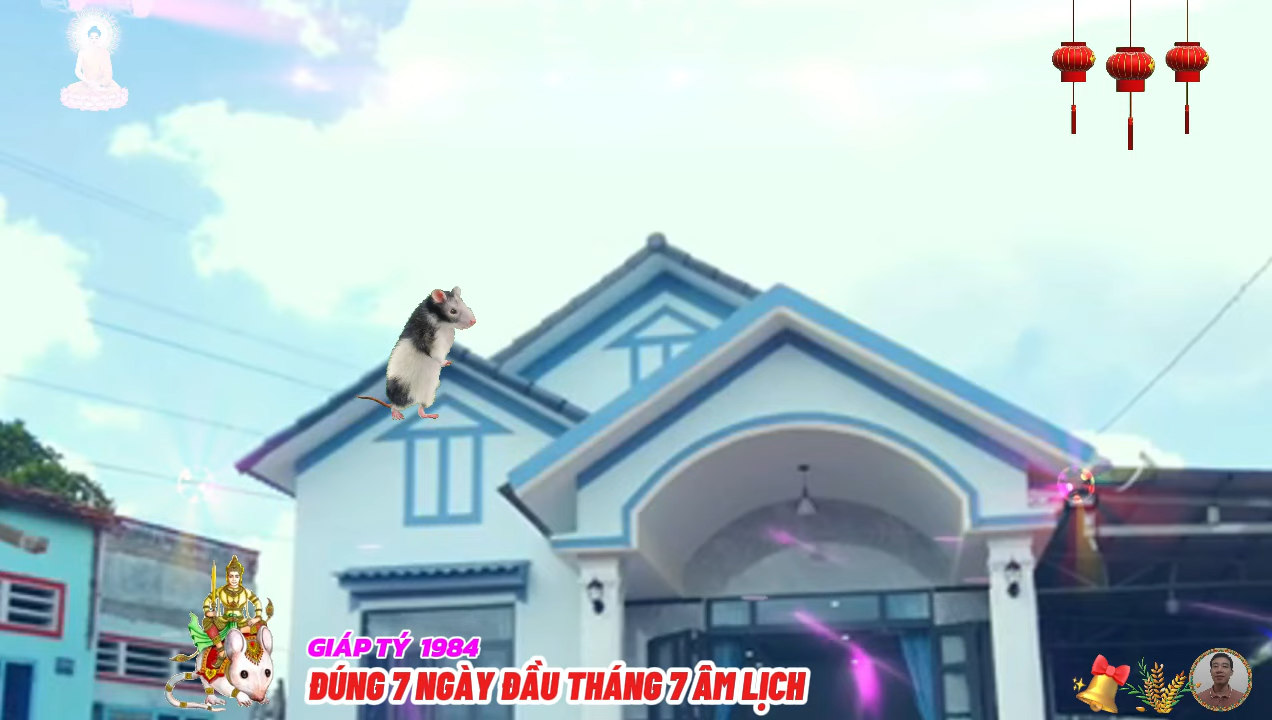 GIÁP TÝ 1984
ĐÚNG 7 NGÀY ĐẦU THÁNG 7 ÂM LỊCH